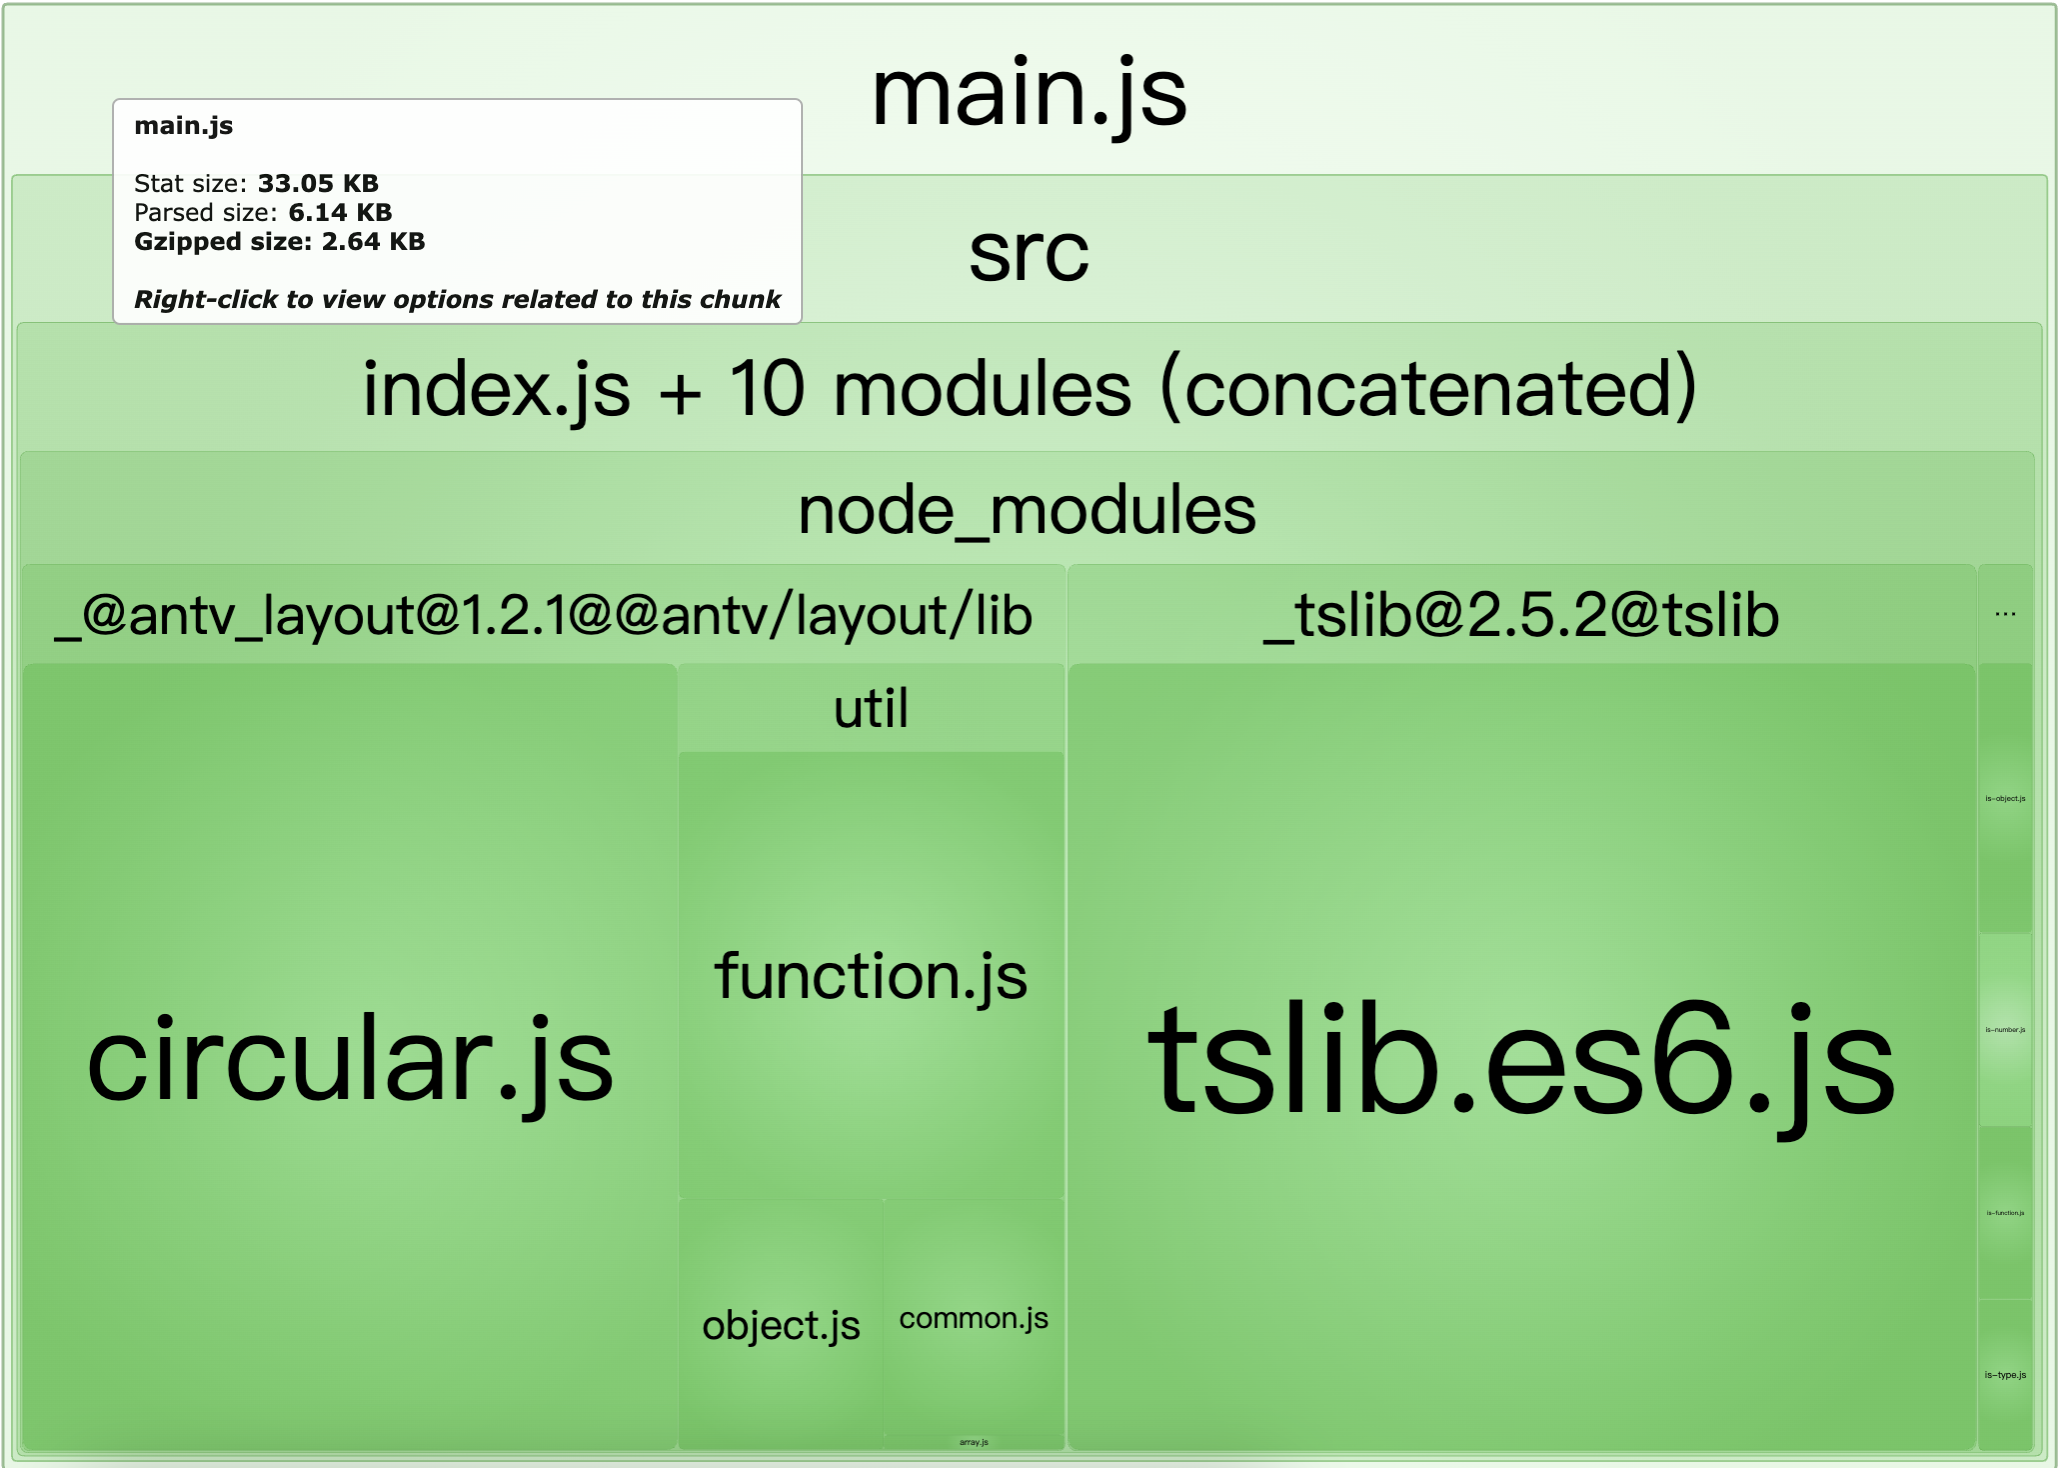 main.js
main.js
Stat size: 33.05 KB
Parsed size: 6.14 KB
Gzipped size: 2.64 KB
Right-click to view options related to this chunk
src
index.js + 10 modules (concatenated)
node_modules
_@antv_layout@1.2.1@@antv/layout/lib
_tslib@2.5.2@tslib
...
circular.js
util
function.js
object.js
common.js
array.js
tslib.es6.js
is-object.js
is-number.js
is-function.js
is-type.js